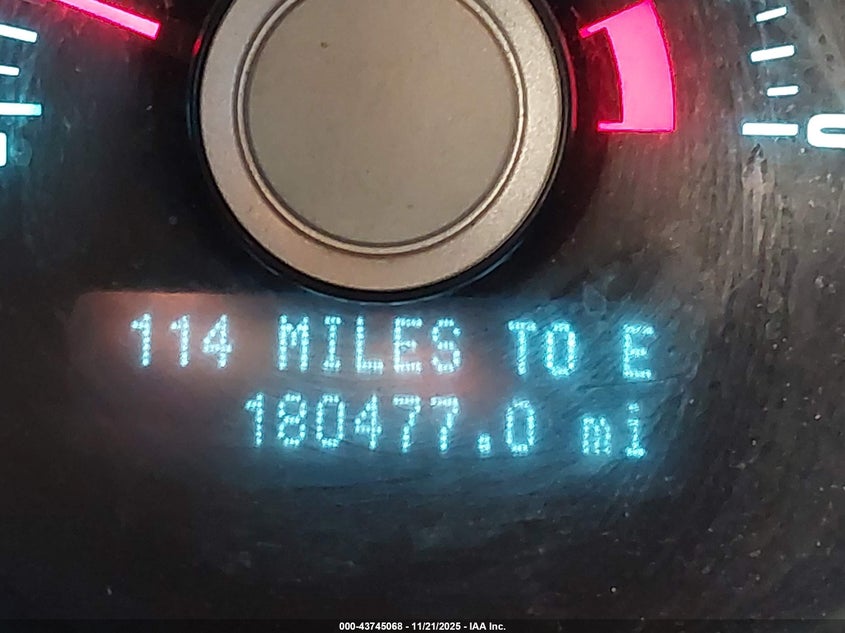 114 MILES TO E
180477.0 mi
000-43745068 - 11/21/2025 - IAA Inc.